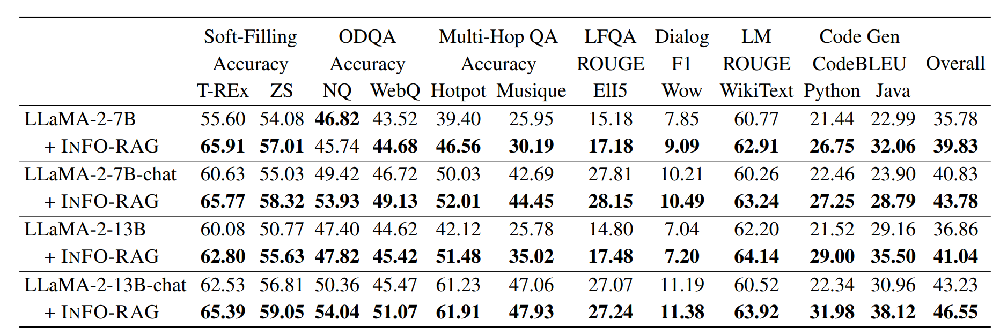 Soft-Filling ODQA Multi-Hop QA LFQA Dialog LM Code Gen
Accuracy Accuracy Accuracy ROUGE F1 ROUGE CodeBLEU Overall
T-REx ZS NQ WebQ Hotpot Musique ElI5 Wow WikiText Python Java
LLaMA-2-7B 55.60 54.08 46.82 43.52 39.40 25.95 15.18 7.85 60.77 21.44 22.99 35.78
+ INFO-RAG 65.91 57.01 45.74 44.68 46.56 30.19 17.18 9.09 62.91 26.75 32.06 39.83
LLaMA-2-7B-chat 60.63 55.03 49.42 46.72 50.03 42.69 27.81 10.21 60.26 22.46 23.90 40.83
+ INFO-RAG 65.77 58.32 53.93 49.13 52.01 44.45 28.15 10.49 63.24 27.25 28.79 43.78
LLaMA-2-13B 60.08 50.77 47.40 44.62 42.12 25.78 14.80 7.04 62.20 21.52 29.16 36.86
+ INFO-RAG 62.80 55.63 47.82 45.42 51.48 35.02 17.48 7.20 64.14 29.00 35.50 41.04
LLaMA-2-13B-chat 62.53 56.81 50.36 45.47 61.23 47.06 27.07 11.19 60.52 22.34 30.96 43.23
+ INFO-RAG 65.39 59.05 54.04 51.07 61.91 47.93 27.24 11.38 63.92 31.98 38.12 46.55